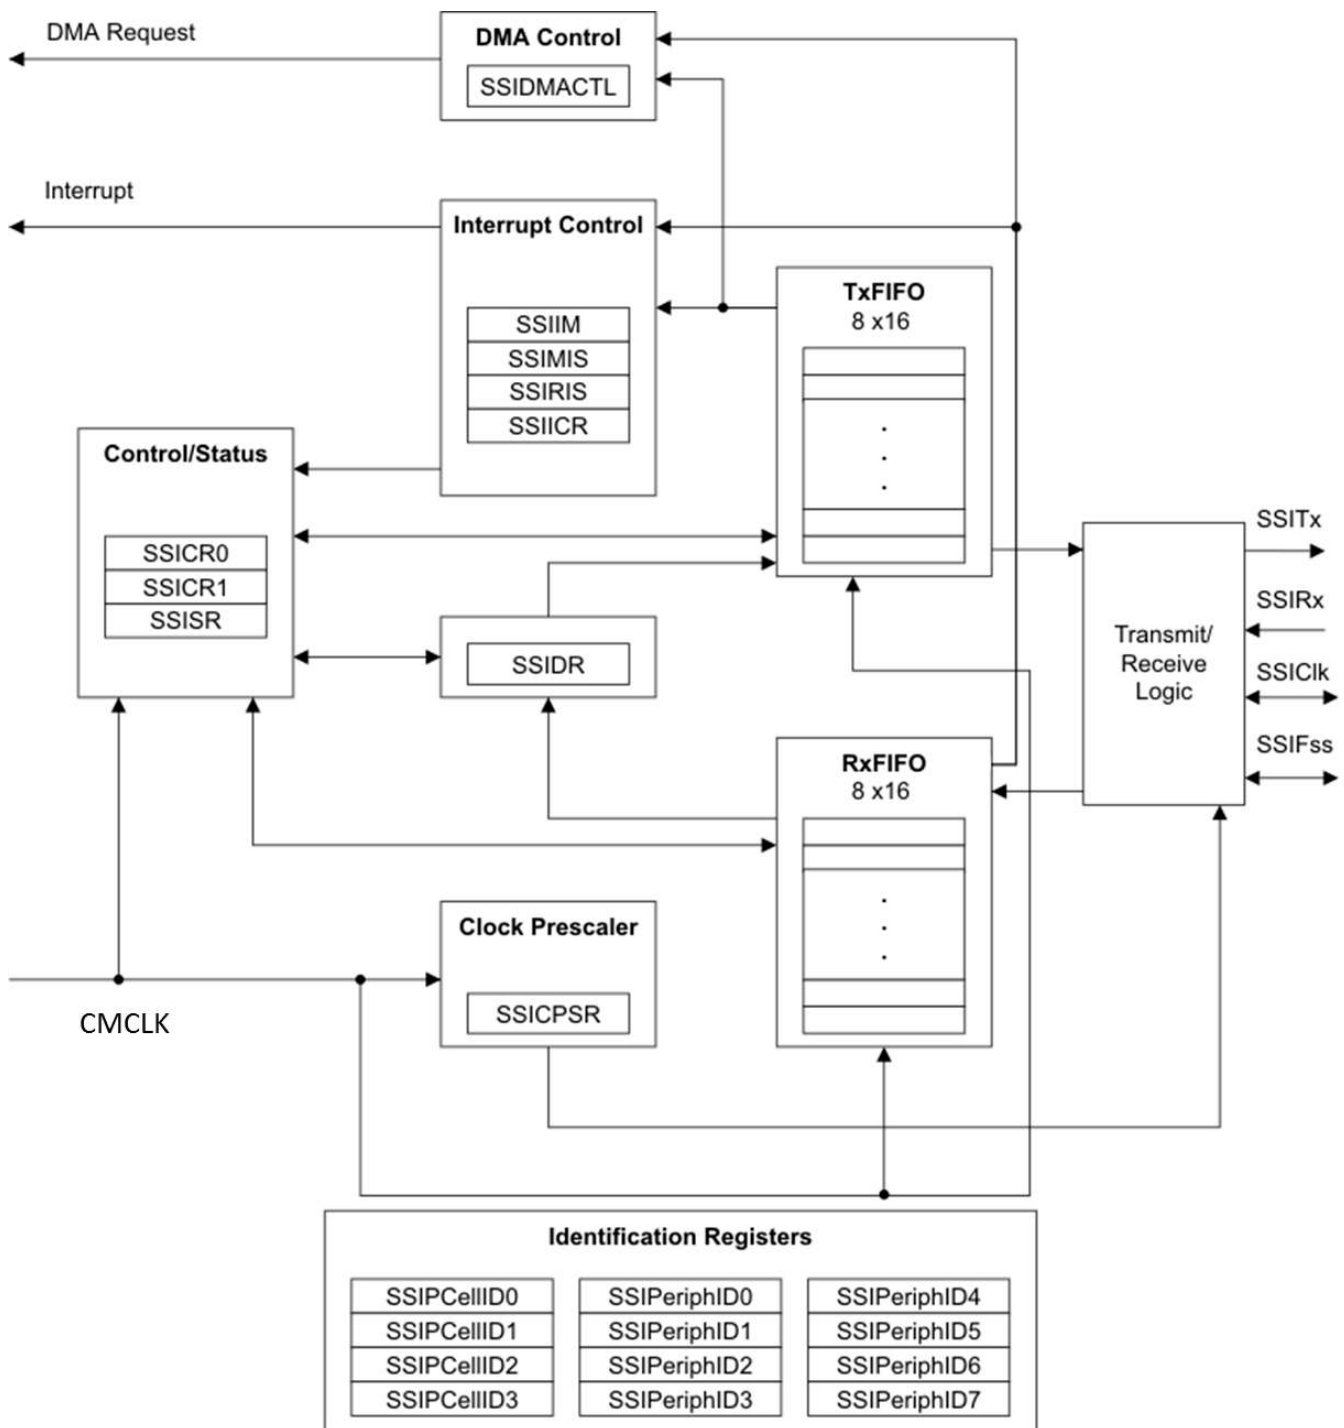 DMA Request
DMA Control
SSIDMACTL
Interrupt
Interrupt Control
SSIIM
SSIMIS
SSIRIS
SSIICR
TxFIFO
8 x16
Control/Status
SSICR0
SSICR1
SSISR
SSIDR
Transmit/
Receive
Logic
SSITx
SSIRx
SSIClk
SSIFss
RxFIFO
8 x16
Clock Prescaler
SSICPSR
CMCLK
Identification Registers
SSIPCellID0
SSIPCellID1
SSIPCellID2
SSIPCellID3
SSIPeriphID0
SSIPeriphID1
SSIPeriphID2
SSIPeriphID3
SSIPeriphID4
SSIPeriphID5
SSIPeriphID6
SSIPeriphID7